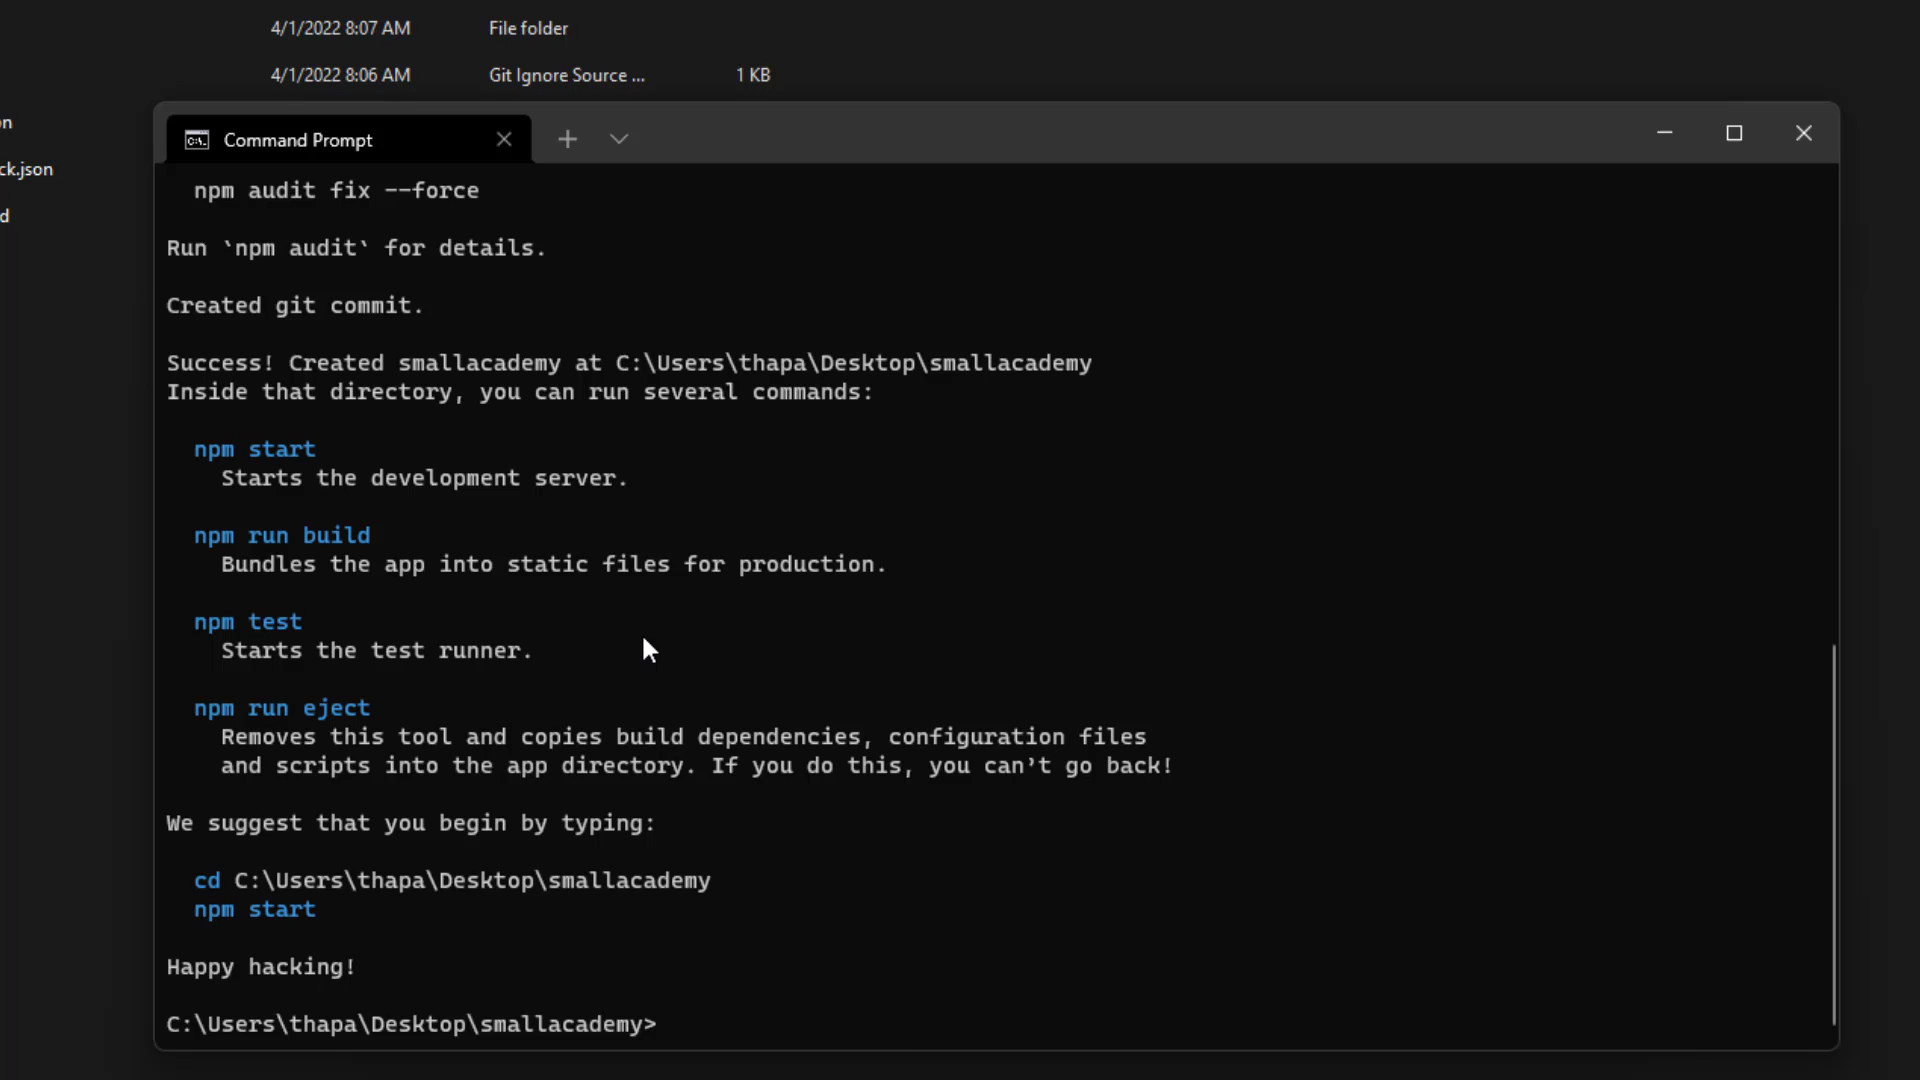 4/1/2022 8:07 AM File folder
4/1/2022 8:06 AM Git Ignore Source ... 1 KB
on
ck.json
d
Command Prompt
npm audit fix --force
Run `npm audit` for details.
Created git commit.
Success! Created smallacademy at C:\Users\thapa\Desktop\smallacademy
Inside that directory, you can run several commands:
npm start
Starts the development server.
npm run build
Bundles the app into static files for production.
npm test
Starts the test runner.
npm run eject
Removes this tool and copies build dependencies, configuration files
and scripts into the app directory. If you do this, you can't go back!
We suggest that you begin by typing:
cd C:\Users\thapa\Desktop\smallacademy
npm start
Happy hacking!
C:\Users\thapa\Desktop\smallacademy>